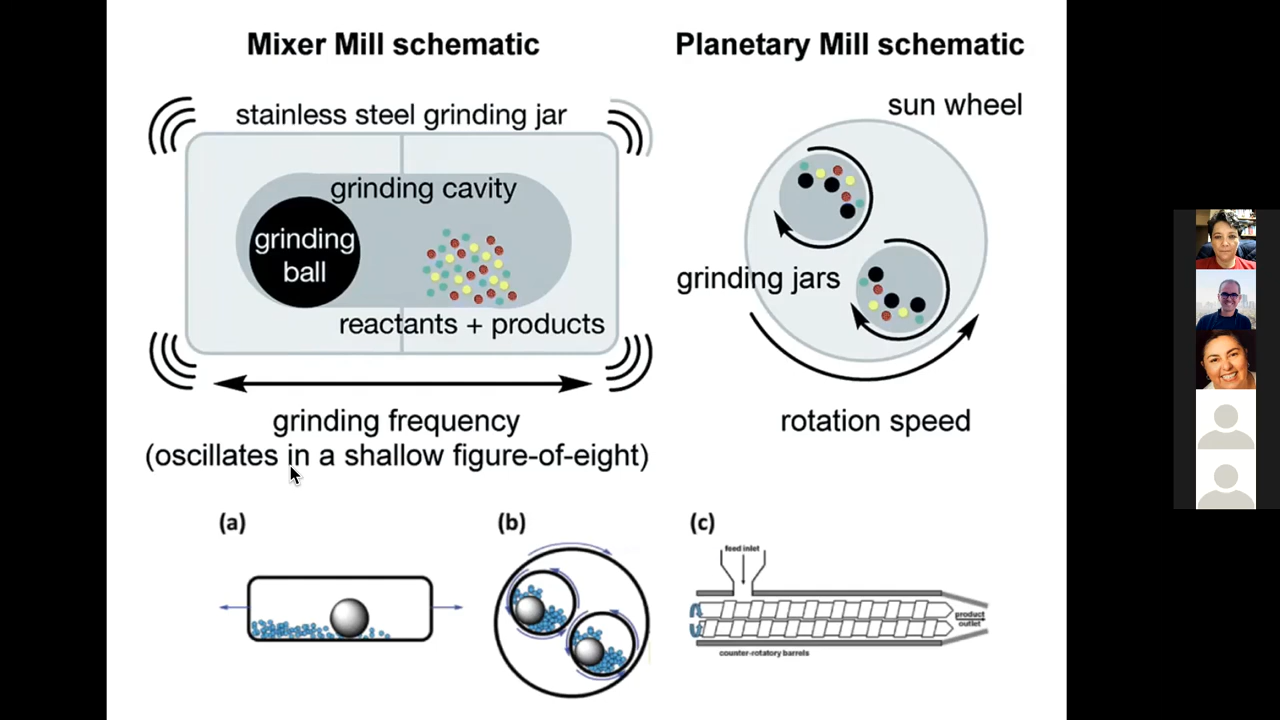 Mixer Mill schematic
stainless steel grinding jar
grinding cavity
grinding
ball
reactants + products
grinding frequency
(oscillates in a shallow figure-of-eight)
Planetary Mill schematic
sun wheel
grinding jars
rotation speed
(a)
(b)
(c)
feed inlet
product
outlet
counter-rotatory barrels